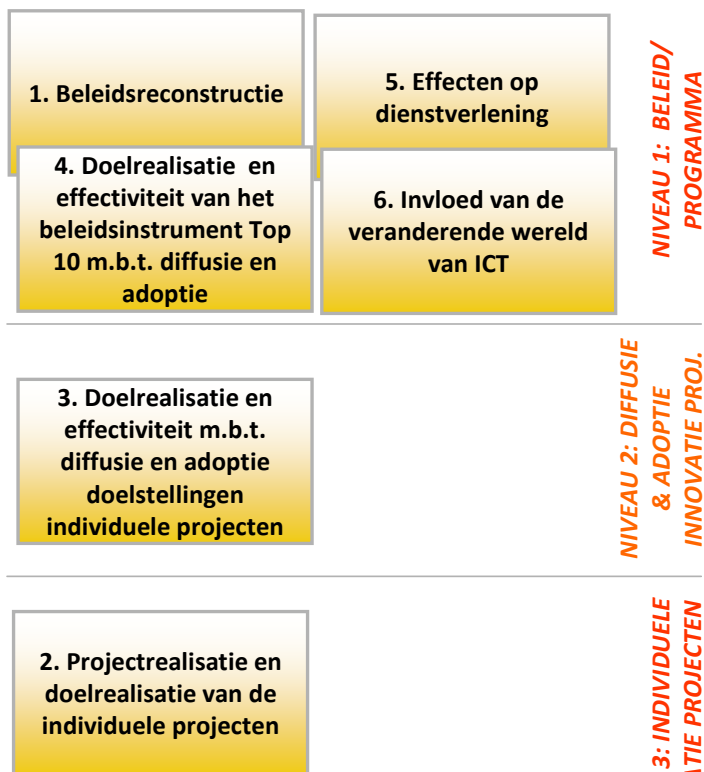 1. Beleidsreconstructie
5. Effecten op
dienstverlening
4. Doelrealisatie en
effectiviteit van het
beleidsinstrument Top
10 m.b.t. diffusie en
adoptie
6. Invloed van de
veranderende wereld
van ICT
NIVEAU 1: BELEID/
PROGRAMMA
3. Doelrealisatie en
effectiviteit m.b.t.
diffusie en adoptie
doelstellingen
individuele projecten
NIVEAU 2: DIFFUSIE
& ADOPTIE
INNOVATIE PROJ.
2. Projectrealisatie en
doelrealisatie van de
individuele projecten
3: INDIVIDUELE
PROJECTEN